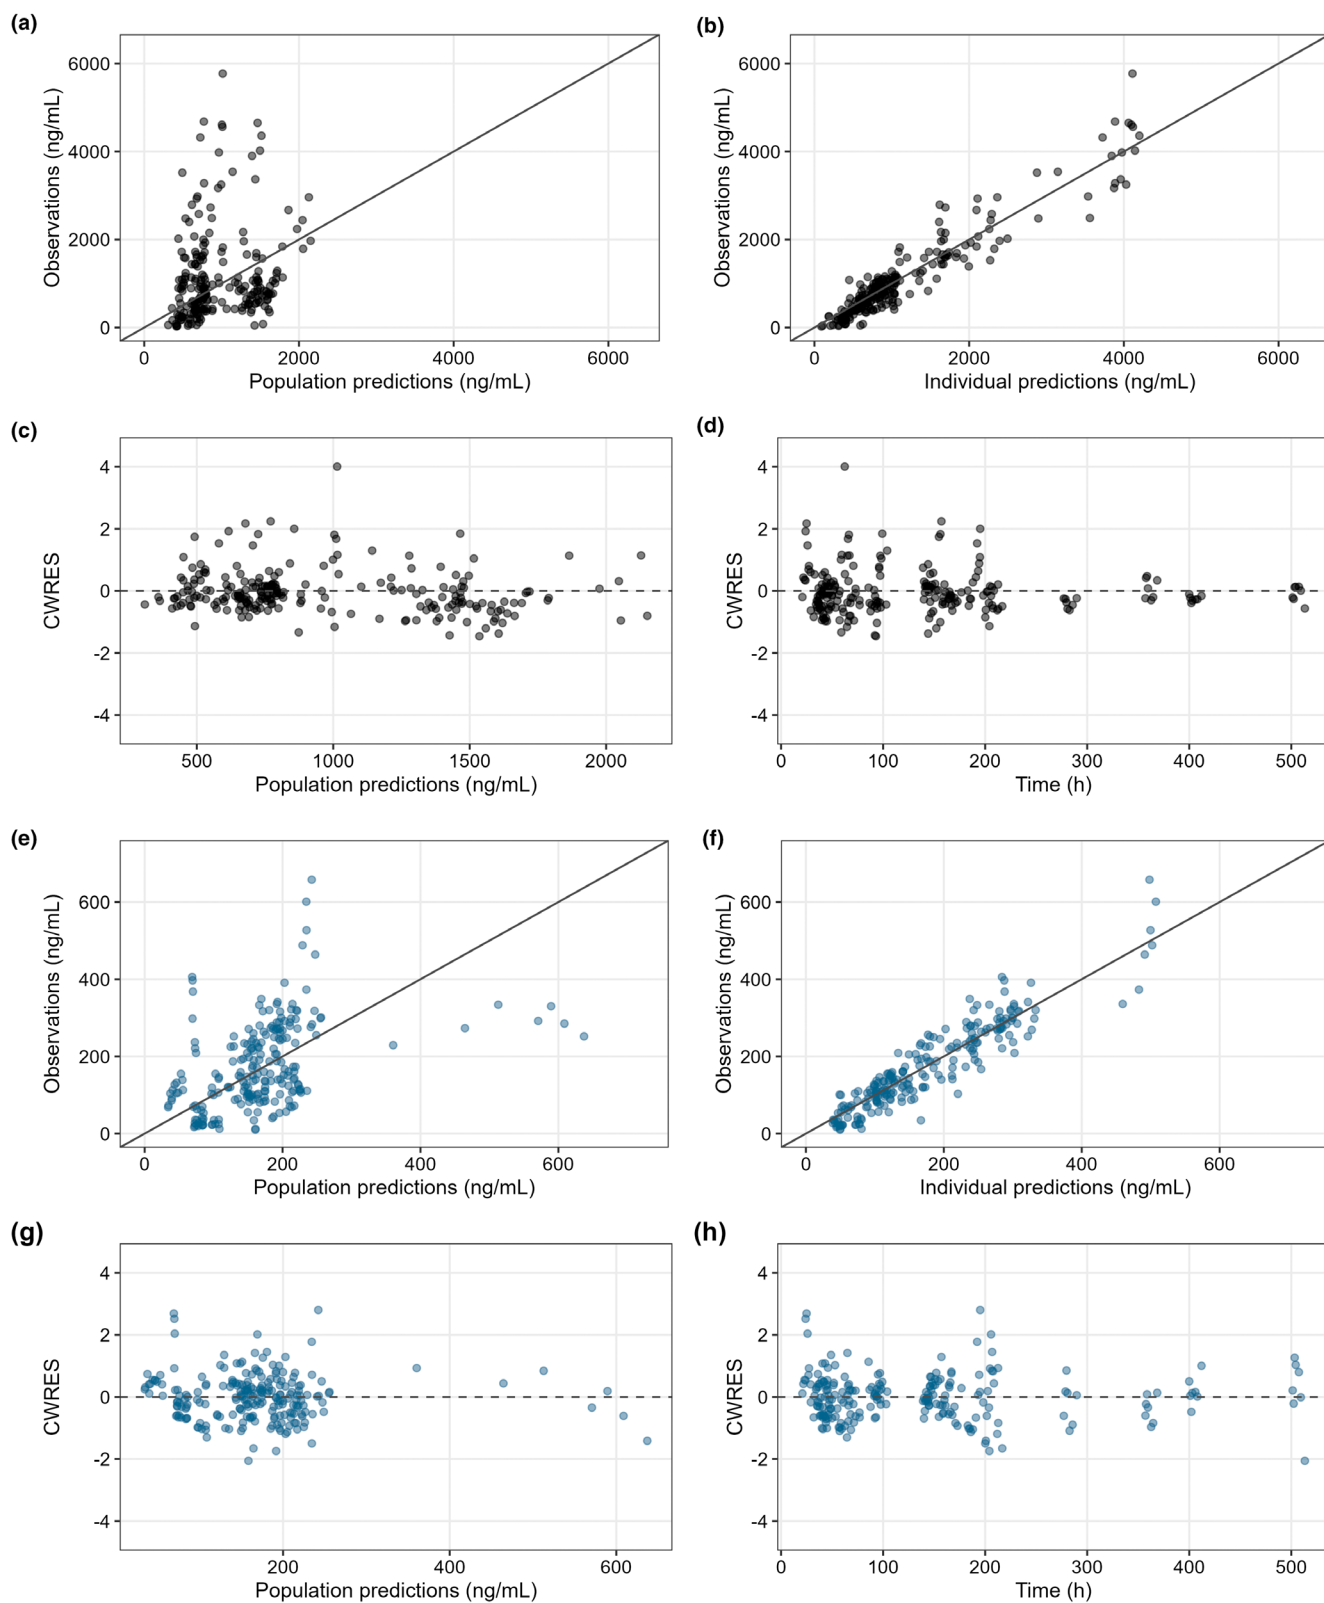 (a)
6000
4000
2000
0
Observations (ng/mL)
0 2000 4000 6000
Population predictions (ng/mL)
(b)
6000
4000
2000
0
Observations (ng/mL)
0 2000 4000 6000
Individual predictions (ng/mL)
(c)
4
2
0
-2
-4
CWRES
500 1000 1500 2000
Population predictions (ng/mL)
(d)
4
2
0
-2
-4
CWRES
0 100 200 300 400 500
Time (h)
(e)
600
400
200
0
Observations (ng/mL)
0 200 400 600
Population predictions (ng/mL)
(f)
600
400
200
0
Observations (ng/mL)
0 200 400 600
Individual predictions (ng/mL)
(g)
4
2
0
-2
-4
CWRES
200 400 600
Population predictions (ng/mL)
(h)
4
2
0
-2
-4
CWRES
0 100 200 300 400 500
Time (h)